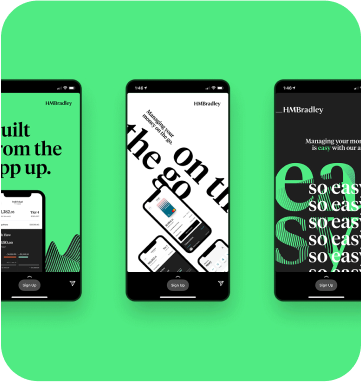 HMBradley
uilt
rom the
pp up.
Sign Up
1:46
HMBradley
Managing your
money on the go.
on th
the go
Sign Up
1:46
HMBradley
Managing your mone
is easy with our a
ea
sy
so easy
so easy
so easy
so easy
so easy
Sign Up